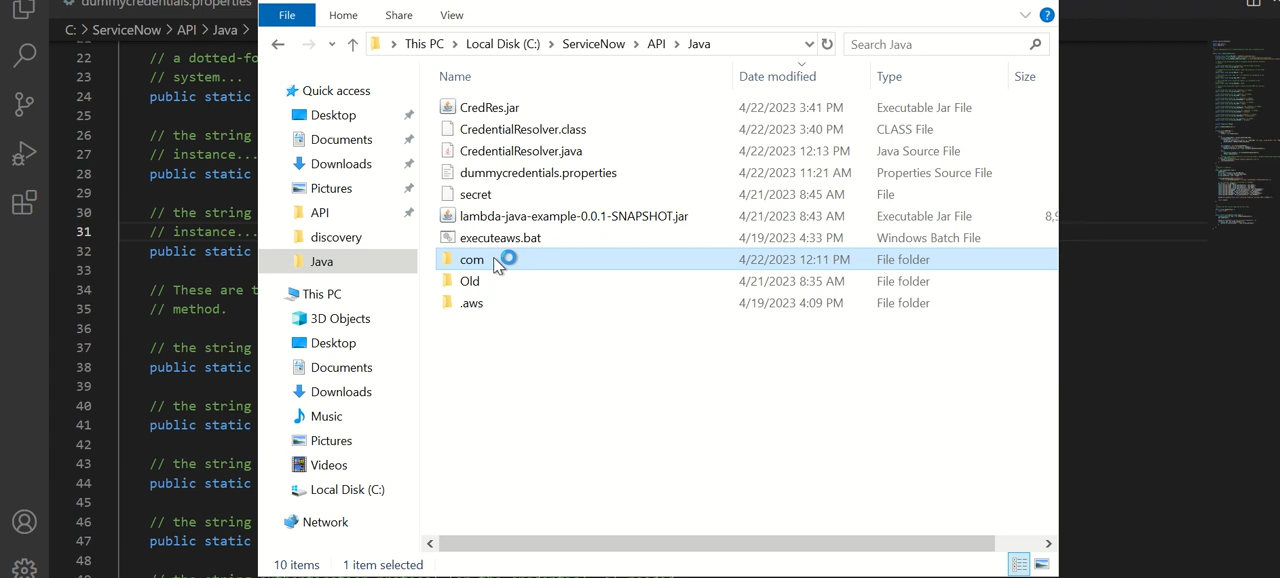 dummycredentials.properties
C: > ServiceNow > API > Java >
File Home Share View
This PC > Local Disk (C:) > ServiceNow > API > Java
Search Java
Name Date modified Type Size
Quick access
Desktop
Documents
Downloads
Pictures
API
discovery
Java
This PC
3D Objects
Desktop
Documents
Downloads
Music
Pictures
Videos
Local Disk (C:)
Network
CredRes.jar 4/22/2023 3:41 PM Executable Jar File
CredentialResolver.class 4/22/2023 3:40 PM CLASS File
CredentialResolver.java 4/22/2023 12:13 PM Java Source File
dummycredentials.properties 4/22/2023 11:21 AM Properties Source File
secret 4/21/2023 8:45 AM File
lambda-java-example-0.0.1-SNAPSHOT.jar 4/21/2023 8:43 AM Executable Jar File 8,9
executeaws.bat 4/19/2023 4:33 PM Windows Batch File
com 4/22/2023 12:11 PM File folder
Old 4/21/2023 8:35 AM File folder
.aws 4/19/2023 4:09 PM File folder
10 items 1 item selected
22 // a dotted-fo
23 // system...
24 public static
25
26 // the string
27 // instance...
28 public static
29
30 // the string
31 // instance...
32 public static
33
34 // These are t
35 // method.
36
37 // the string
38 public static
39
40 // the string
41 public static
42
43 // the string
44 public static
45
46 // the string
47 public static
48